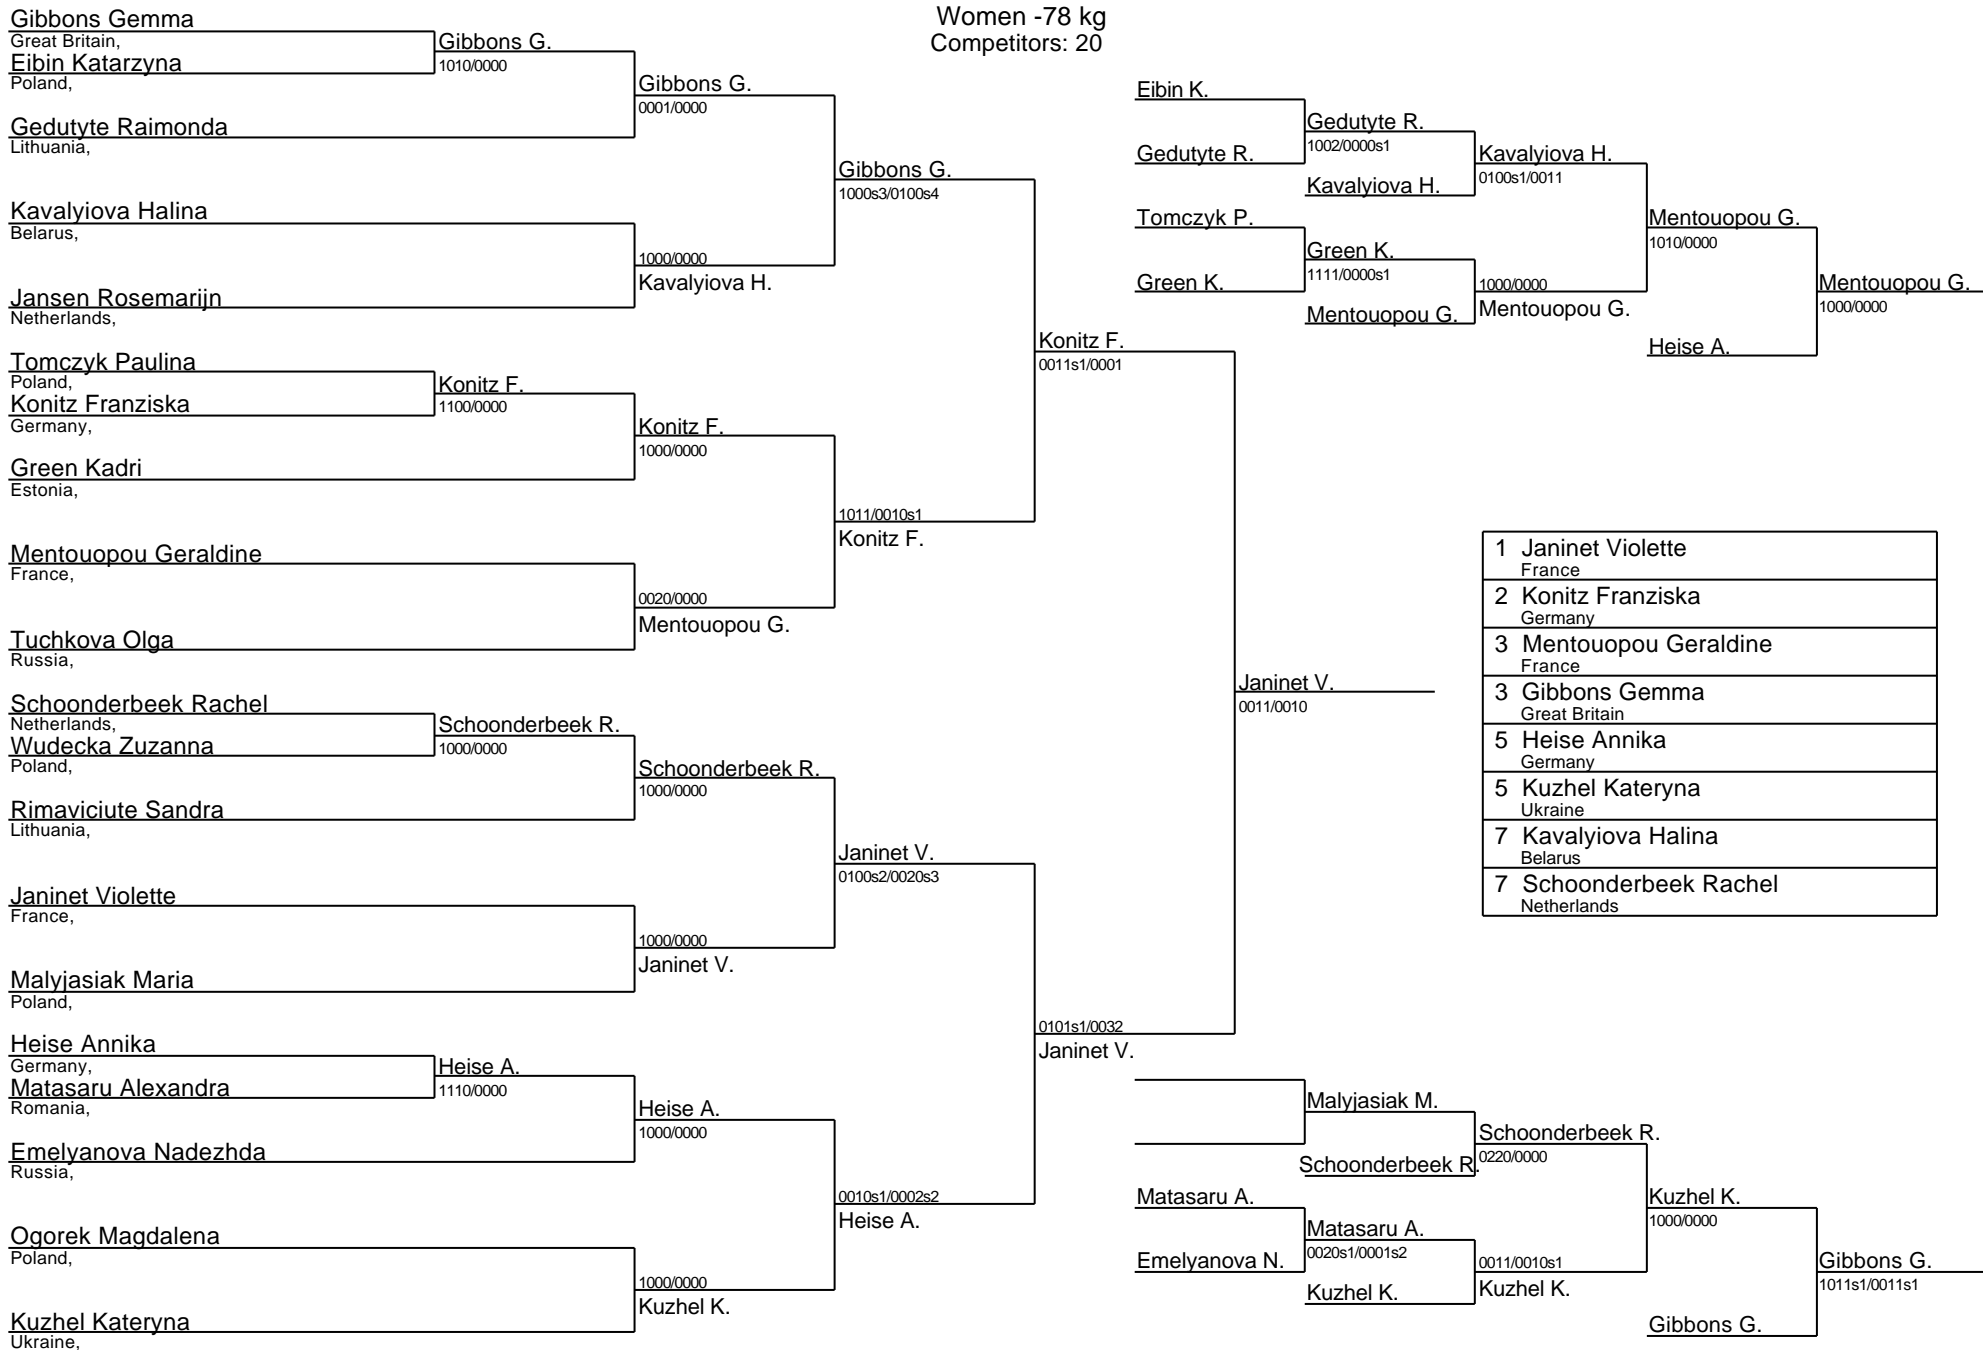 Women -78 kg
Competitors: 20
Gibbons Gemma
Great Britain,
Eibin Katarzyna
Poland,
Gedutyte Raimonda
Lithuania,
Kavalyiova Halina
Belarus,
Jansen Rosemarijn
Netherlands,
Tomczyk Paulina
Poland,
Konitz Franziska
Germany,
Green Kadri
Estonia,
Mentouopou Geraldine
France,
Tuchkova Olga
Russia,
Schoonderbeek Rachel
Netherlands,
Wudecka Zuzanna
Poland,
Rimaviciute Sandra
Lithuania,
Janinet Violette
France,
Malyjasiak Maria
Poland,
Heise Annika
Germany,
Matasaru Alexandra
Romania,
Emelyanova Nadezhda
Russia,
Ogorek Magdalena
Poland,
Kuzhel Kateryna
Ukraine,
Gibbons G.
1010/0000
Konitz F.
1100/0000
Schoonderbeek R.
1000/0000
Heise A.
1110/0000
Gibbons G.
0001/0000
1000/0000
Kavalyiova H.
Konitz F.
1000/0000
0020/0000
Mentouopou G.
Schoonderbeek R.
1000/0000
1000/0000
Janinet V.
Heise A.
1000/0000
1000/0000
Kuzhel K.
Gibbons G.
1000s3/0100s4
1011/0010s1
Konitz F.
Janinet V.
0100s2/0020s3
0010s1/0002s2
Heise A.
Konitz F.
0011s1/0001
0101s1/0032
Janinet V.
Janinet V.
0011/0010
Eibin K.
Gedutyte R.
Tomczyk P.
Green K.
Gedutyte R.
1002/0000s1
Kavalyiova H.
Green K.
1111/0000s1
Mentouopou G.
Kavalyiova H.
0100s1/0011
1000/0000
Mentouopou G.
Mentouopou G.
1010/0000
Heise A.
Mentouopou G.
1000/0000
1 Janinet Violette
France
2 Konitz Franziska
Germany
3 Mentouopou Geraldine
France
3 Gibbons Gemma
Great Britain
5 Heise Annika
Germany
5 Kuzhel Kateryna
Ukraine
7 Kavalyiova Halina
Belarus
7 Schoonderbeek Rachel
Netherlands
Matasaru A.
Emelyanova N.
Malyjasiak M.
Schoonderbeek R.
Matasaru A.
0020s1/0001s2
Kuzhel K.
Schoonderbeek R.
0220/0000
0011/0010s1
Kuzhel K.
Kuzhel K.
1000/0000
Gibbons G.
Gibbons G.
1011s1/0011s1